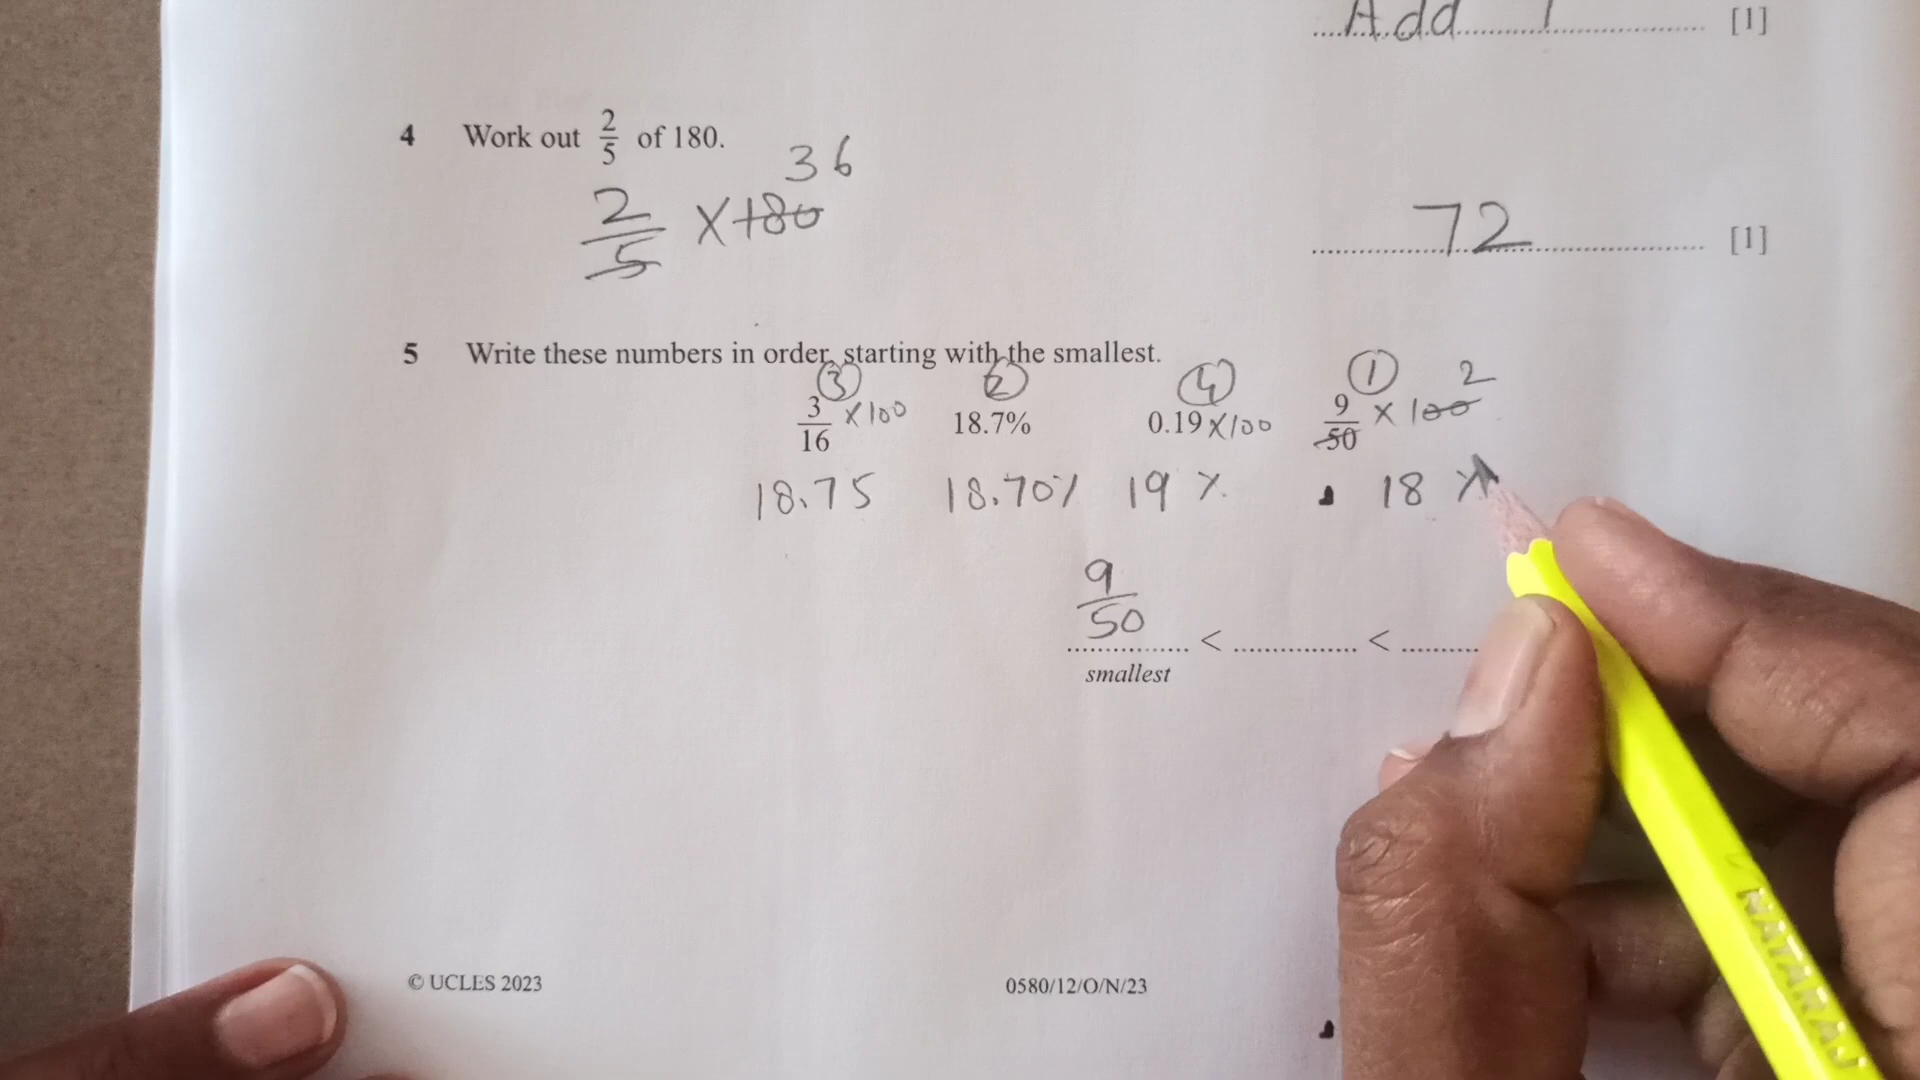 Add 1 [1]
4 Work out 2/5 of 180.
36
2/5 X 180
72 [1]
5 Write these numbers in order, starting with the smallest.
3 2 4 1 2
3/16 x 100 18.7% 0.19 x 100 9/50 x 100
18.75 18.70% 19 % 18 %
9/50 < ............... < ..........
smallest
© UCLES 2023 0580/12/O/N/23
NATARAJ